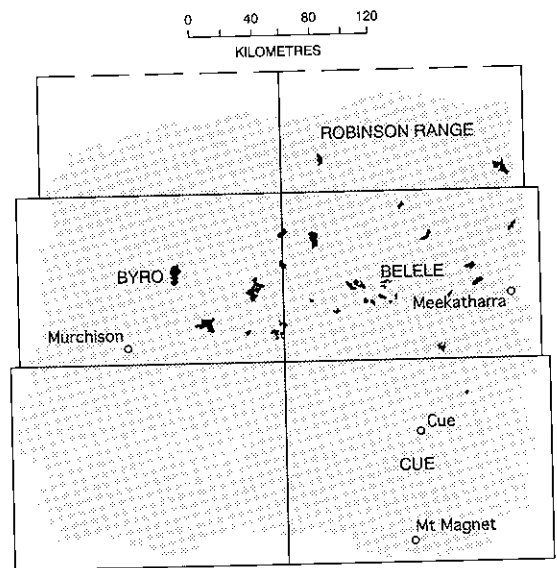 0 40 80 120
KILOMETRES
ROBINSON RANGE
BYRO
BELELE
Meekatharra
Murchison
Cue
CUE
Mt Magnet